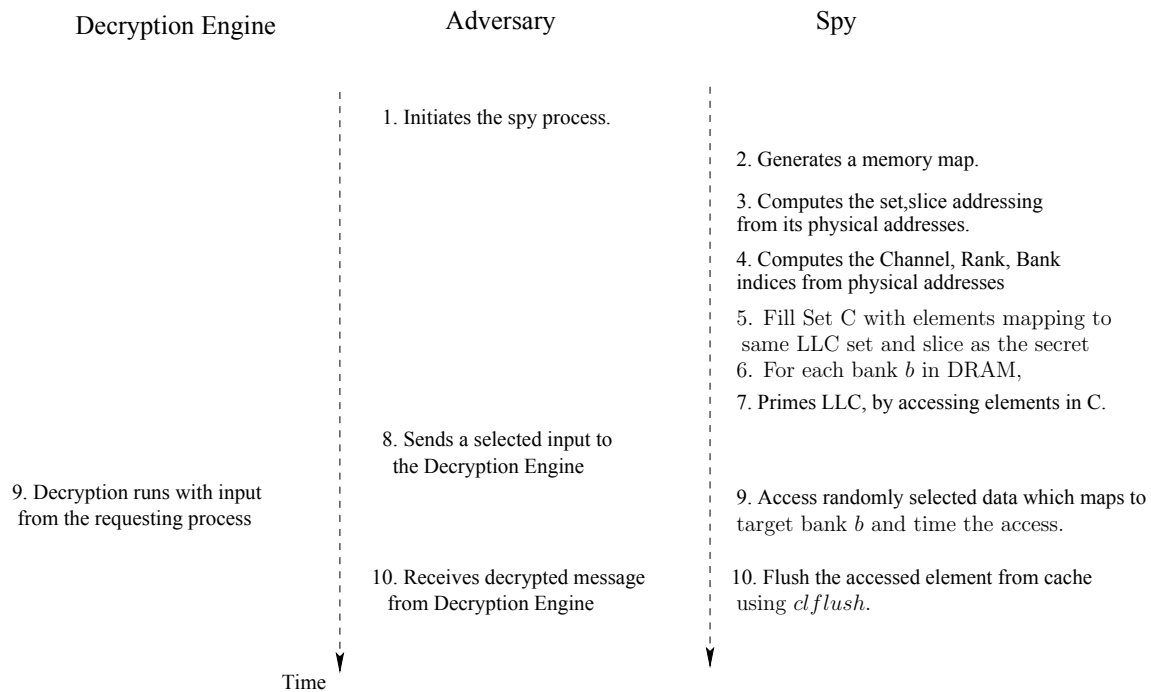 Decryption Engine
Adversary
Spy
1. Initiates the spy process.
2. Generates a memory map.
3. Computes the set,slice addressing
from its physical addresses.
4. Computes the Channel, Rank, Bank
indices from physical addresses
5. Fill Set C with elements mapping to
same LLC set and slice as the secret
6. For each bank b in DRAM,
7. Primes LLC, by accessing elements in C.
8. Sends a selected input to
the Decryption Engine
9. Decryption runs with input
from the requesting process
9. Access randomly selected data which maps to
target bank b and time the access.
10. Receives decrypted message
from Decryption Engine
10. Flush the accessed element from cache
using clflush.
Time